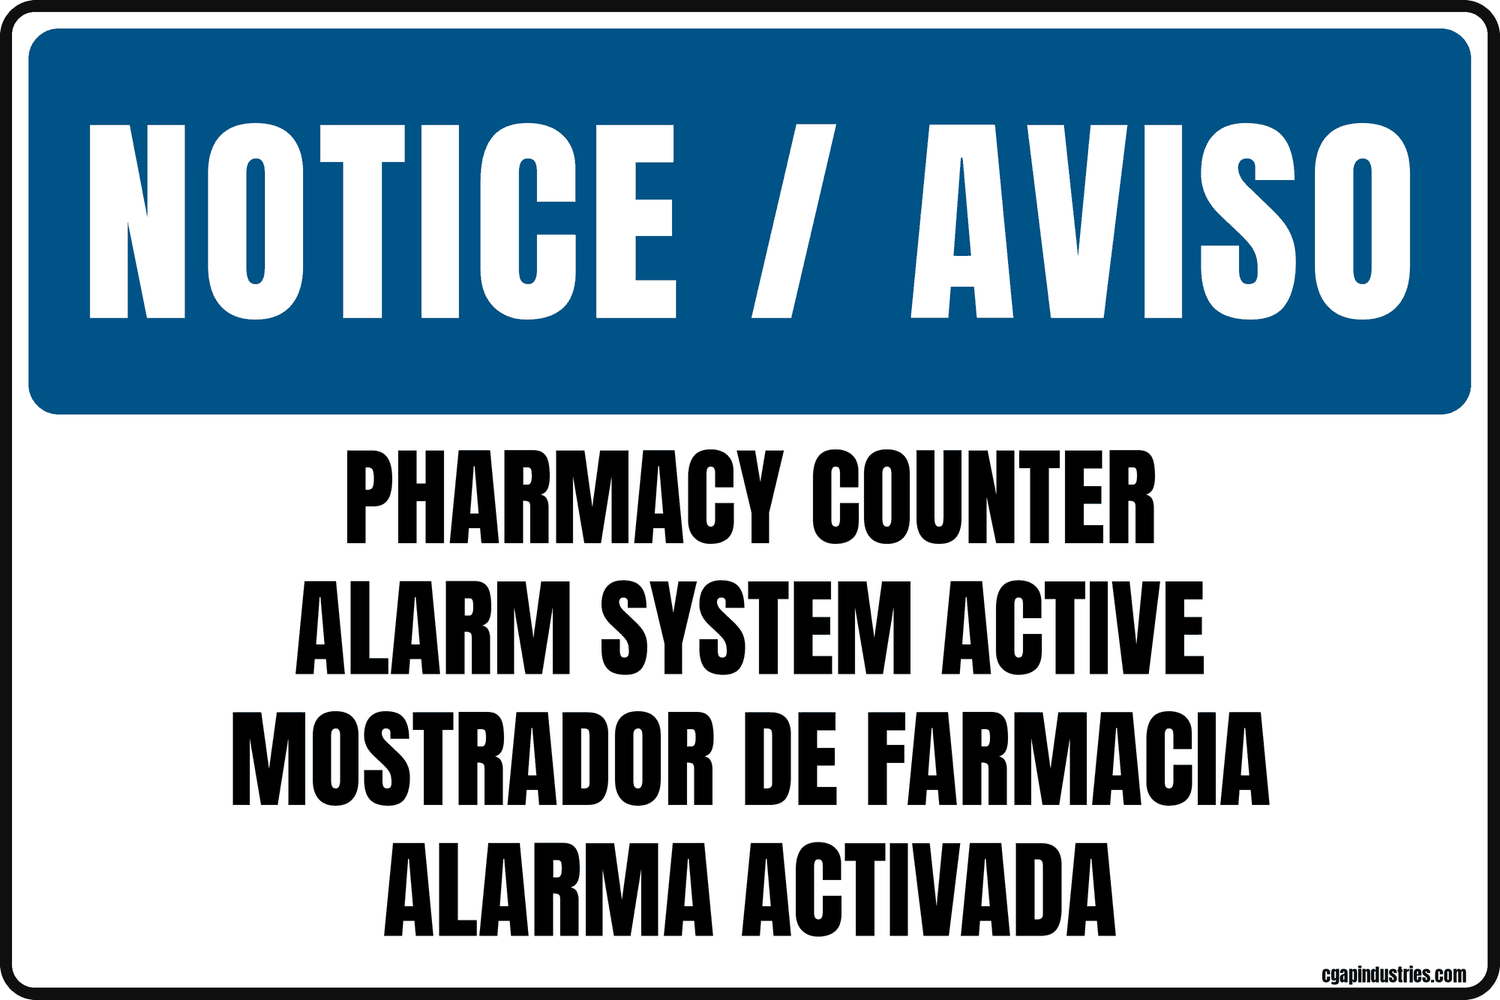 NOTICE / AVISO
PHARMACY COUNTER
ALARM SYSTEM ACTIVE
MOSTRADOR DE FARMACIA
ALARMA ACTIVADA
cgapindustries.com